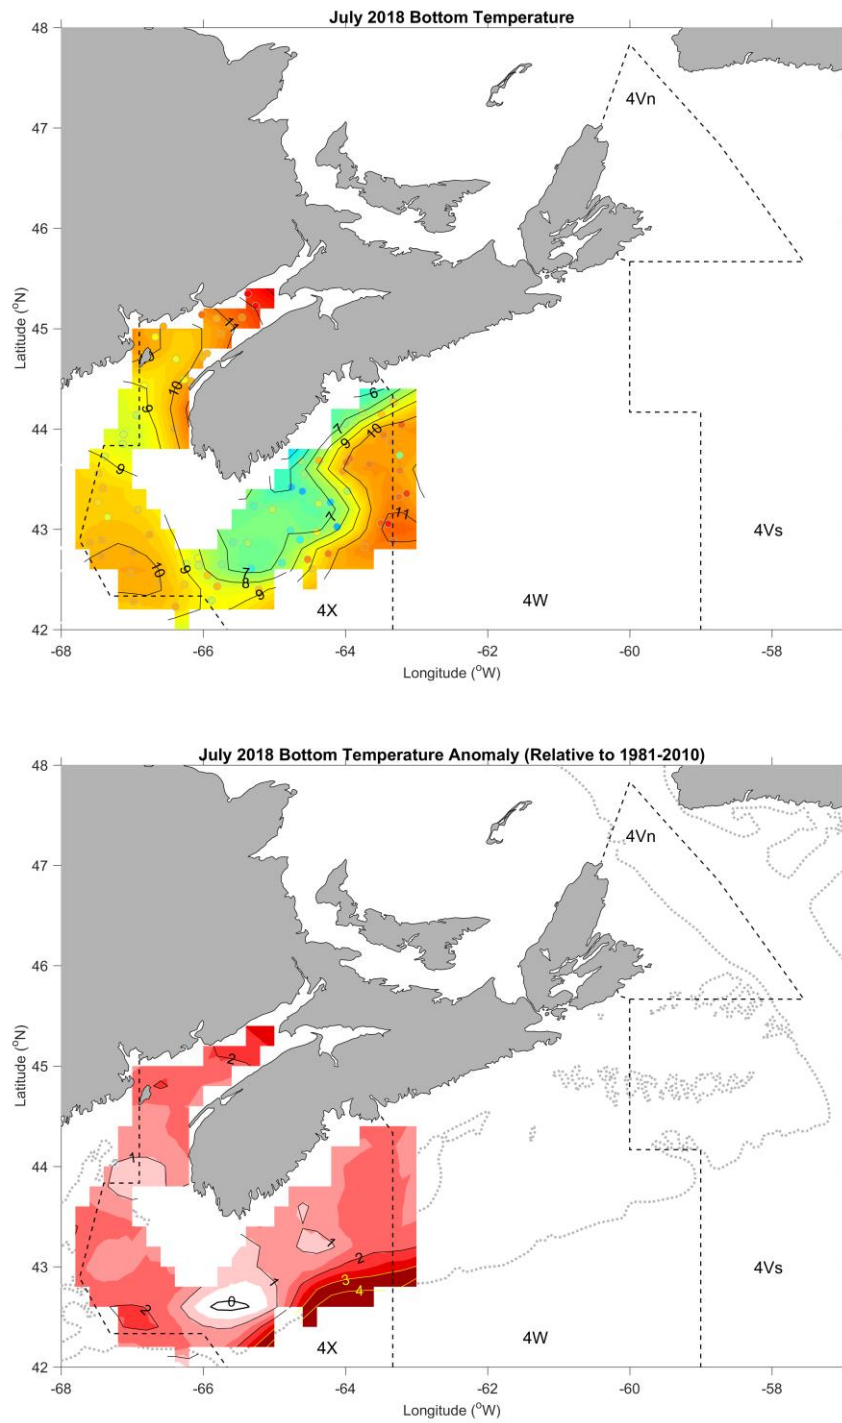 July 2018 Bottom Temperature
48
47
46
45
44
43
42
Latitude (°N)
4Vn
4Vs
4W
4X
11
10
9
9
9
10
9
7
8
9
6
7
9
10
7
11
-68 -66 -64 -62 -60 -58
Longitude (°W)
July 2018 Bottom Temperature Anomaly (Relative to 1981-2010)
48
47
46
45
44
43
42
Latitude (°N)
4Vn
4Vs
4W
4X
2
1
2
1
0
1
2
3
4
-68 -66 -64 -62 -60 -58
Longitude (°W)